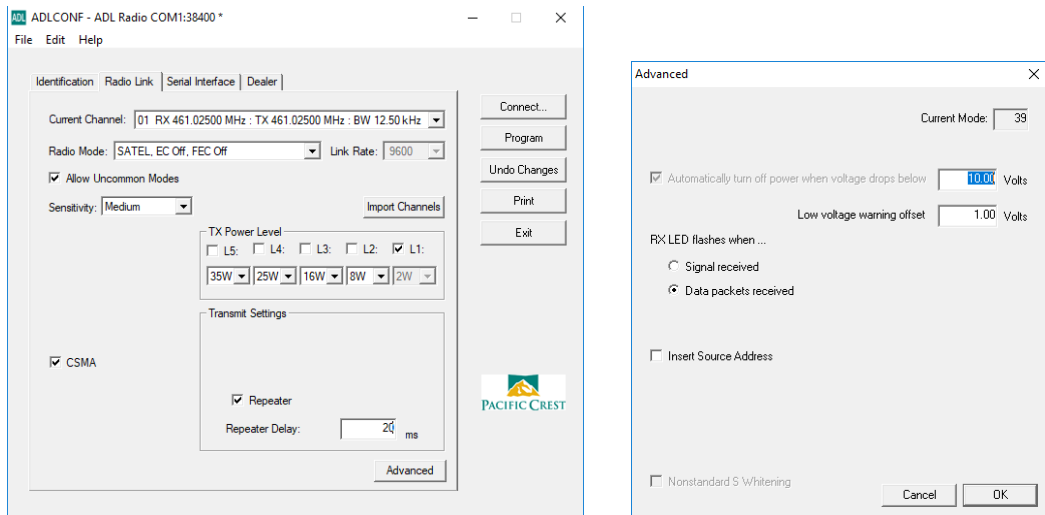 ADL ADLCONF - ADL Radio COM1:38400 *
File Edit Help
Identification Radio Link Serial Interface Dealer
Current Channel: 01 RX 461.02500 MHz : TX 461.02500 MHz : BW 12.50 kHz
Radio Mode: SATEL, EC Off, FEC Off Link Rate: 9600
Allow Uncommon Modes
Sensitivity: Medium Import Channels
TX Power Level
L5: L4: L3: L2: L1:
35W 25W 16W 8W 2W
Transmit Settings
CSMA
Repeater
Repeater Delay: 20 ms
Advanced
Connect...
Program
Undo Changes
Print
Exit
PACIFIC CREST
Advanced
Current Mode: 39
Automatically turn off power when voltage drops below 10.00 Volts
Low voltage warning offset 1.00 Volts
RX LED flashes when ...
Signal received
Data packets received
Insert Source Address
Nonstandard S Whitening
Cancel OK